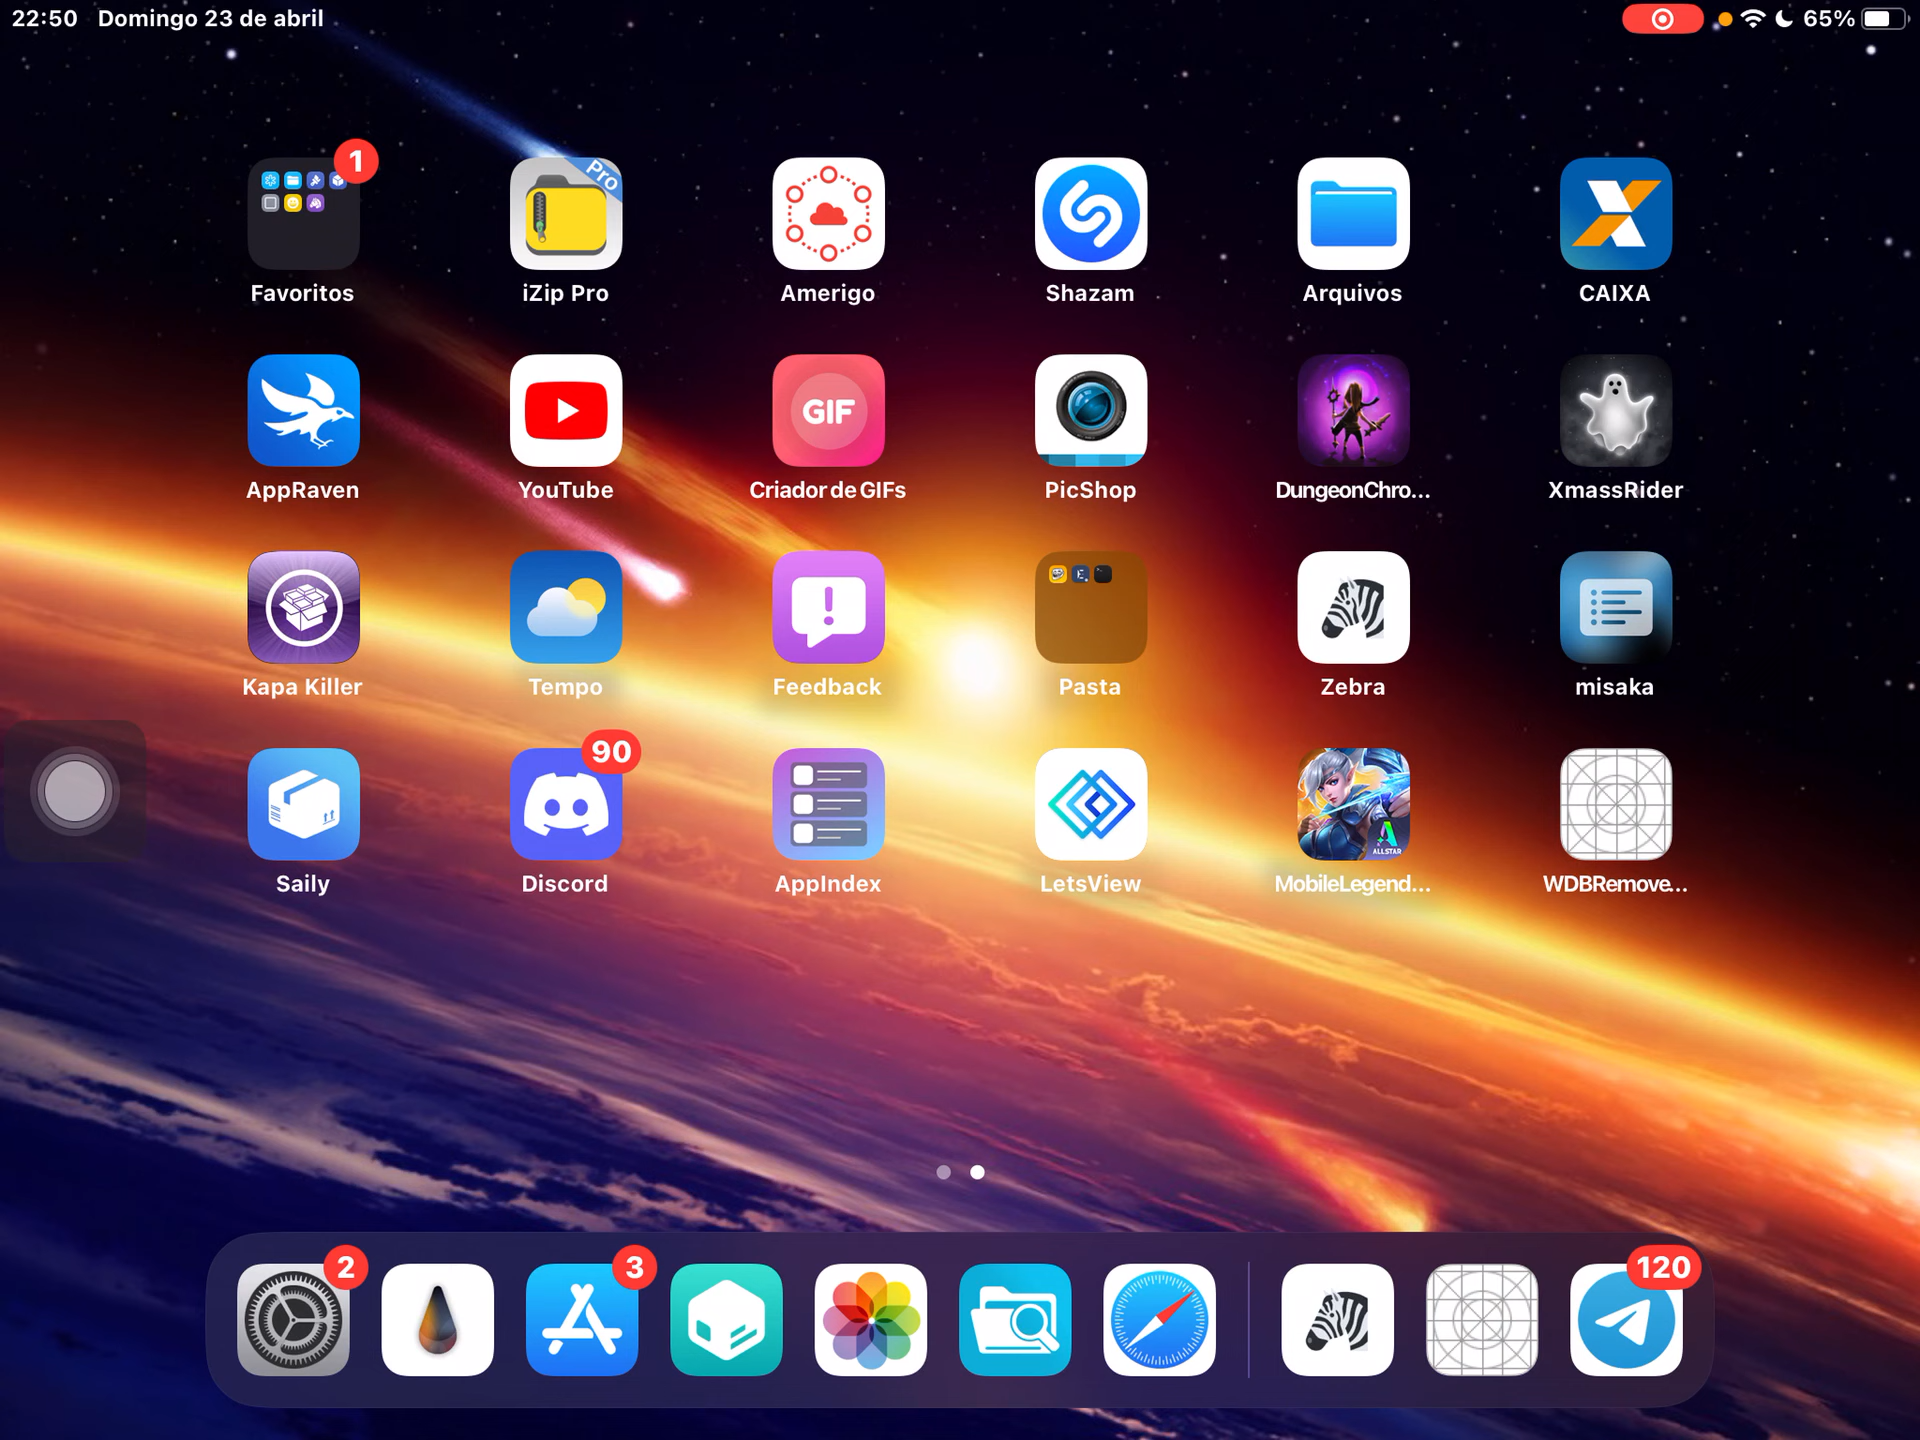 22:50 Domingo 23 de abril
65%
1
Pro
Favoritos
iZip Pro
Amerigo
Shazam
Arquivos
CAIXA
GIF
AppRaven
YouTube
Criador de GIFs
PicShop
DungeonChro...
XmassRider
Kapa Killer
Tempo
Feedback
Pasta
Zebra
misaka
90
ALLSTAR
Saily
Discord
AppIndex
LetsView
MobileLegend...
WDBRemove...
2
3
120